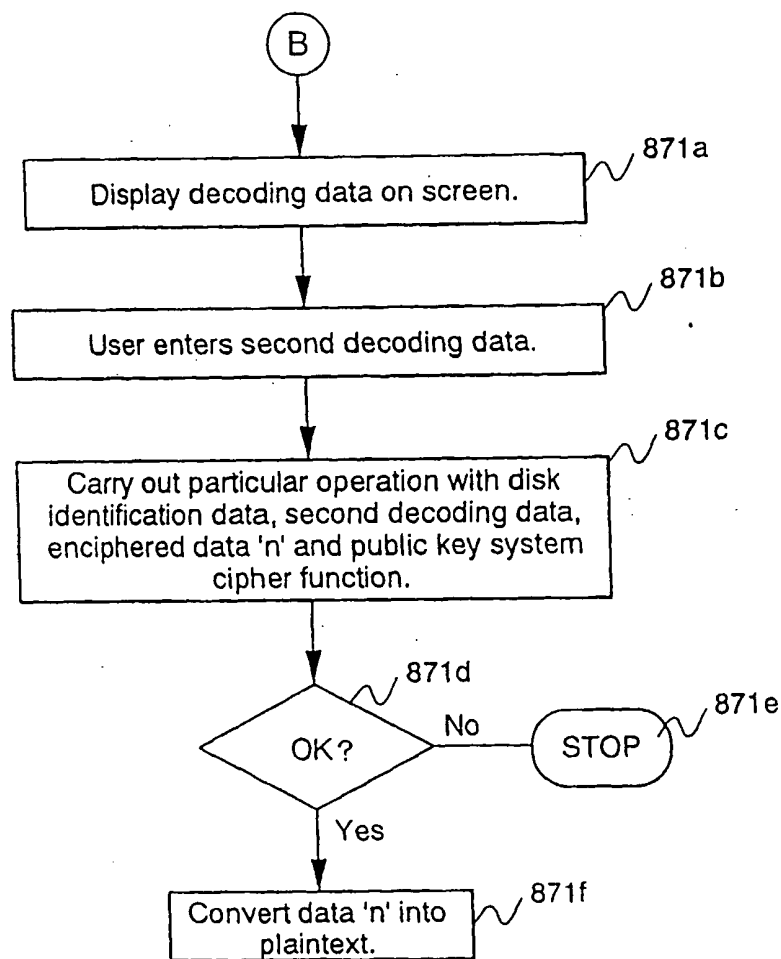 B
871a
Display decoding data on screen.
871b
User enters second decoding data.
871c
Carry out particular operation with disk
identification data, second decoding data,
enciphered data 'n' and public key system
cipher function.
871d
OK?
No
871e
STOP
Yes
871f
Convert data 'n' into
plaintext.